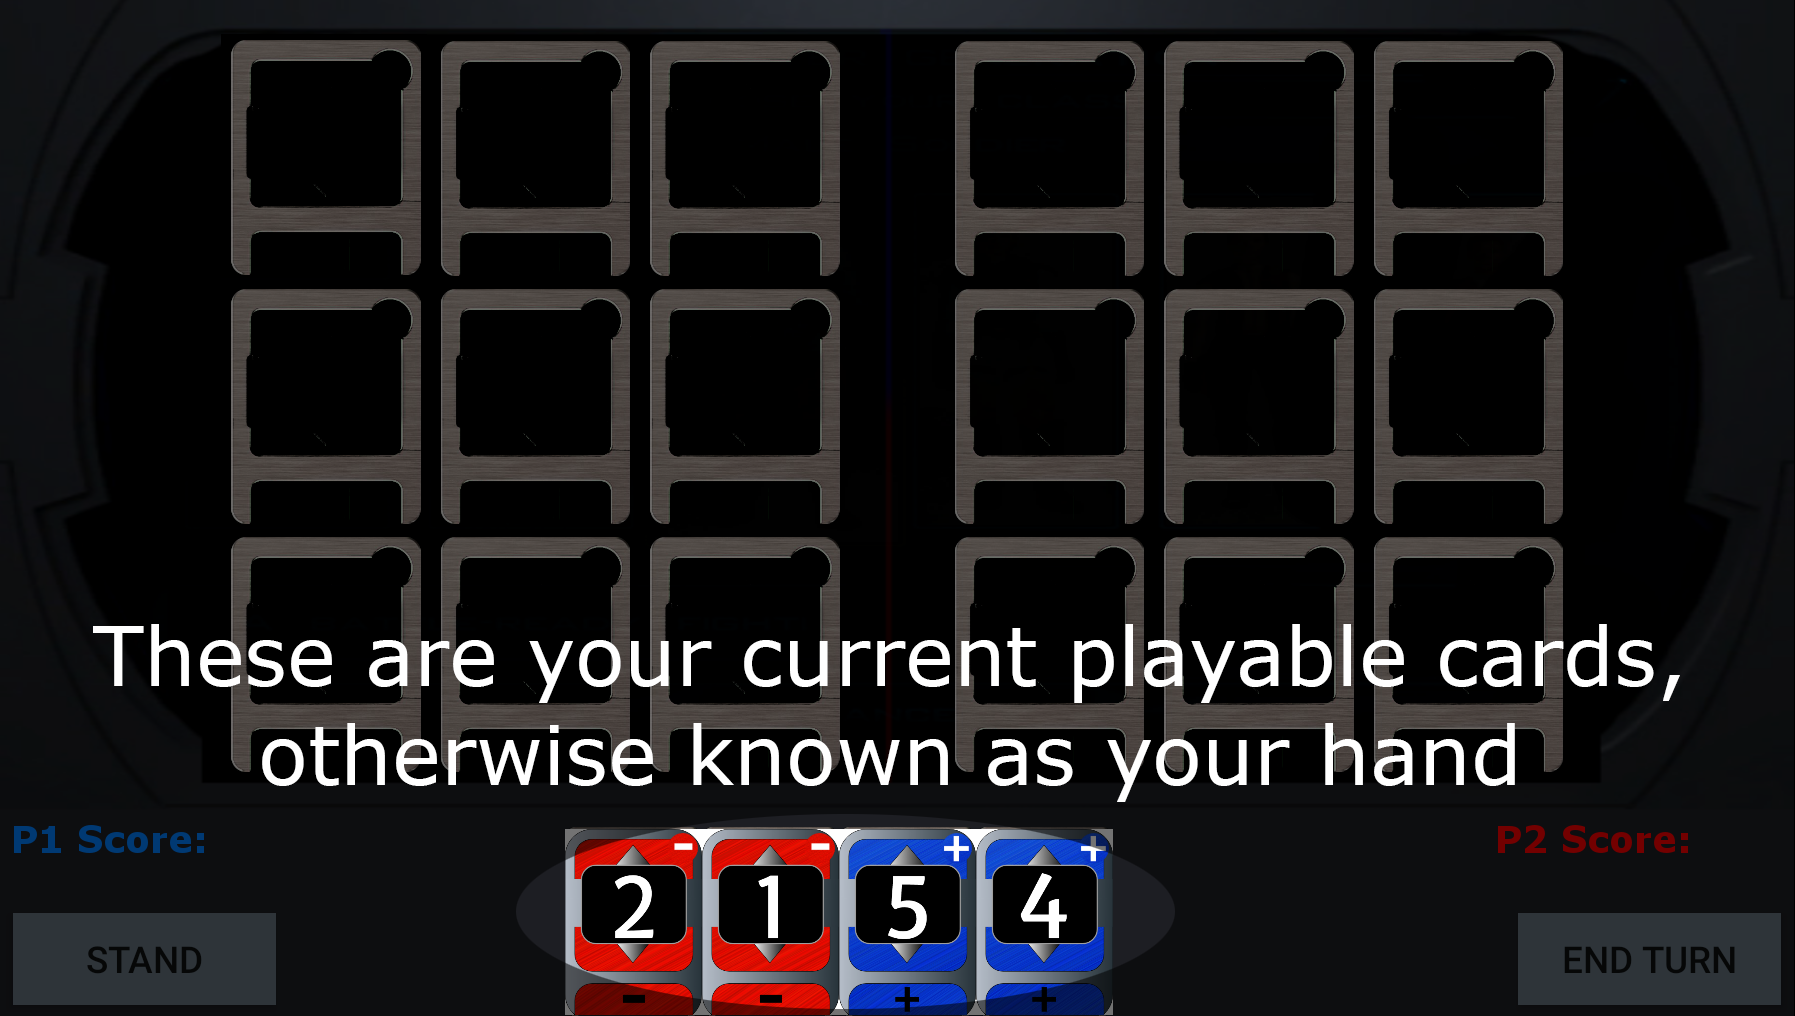 These are your current playable cards,
otherwise known as your hand
P1 Score:
P2 Score:
- - + +
2 1 5 4
- - + +
STAND
END TURN